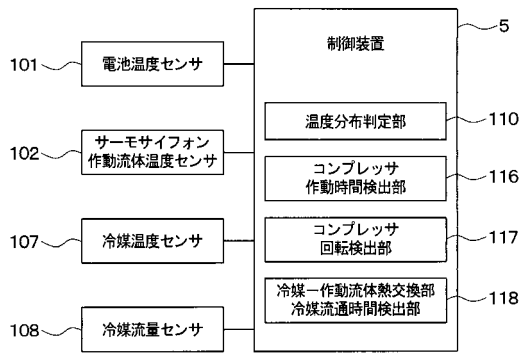 101
電池温度センサ
102
サーモサイフォン
作動流体温度センサ
107
冷媒温度センサ
108
冷媒流量センサ
5
制御装置
温度分布判定部
110
コンプレッサ
作動時間検出部
116
コンプレッサ
回転検出部
117
冷媒ー作動流体熱交換部
冷媒流通時間検出部
118